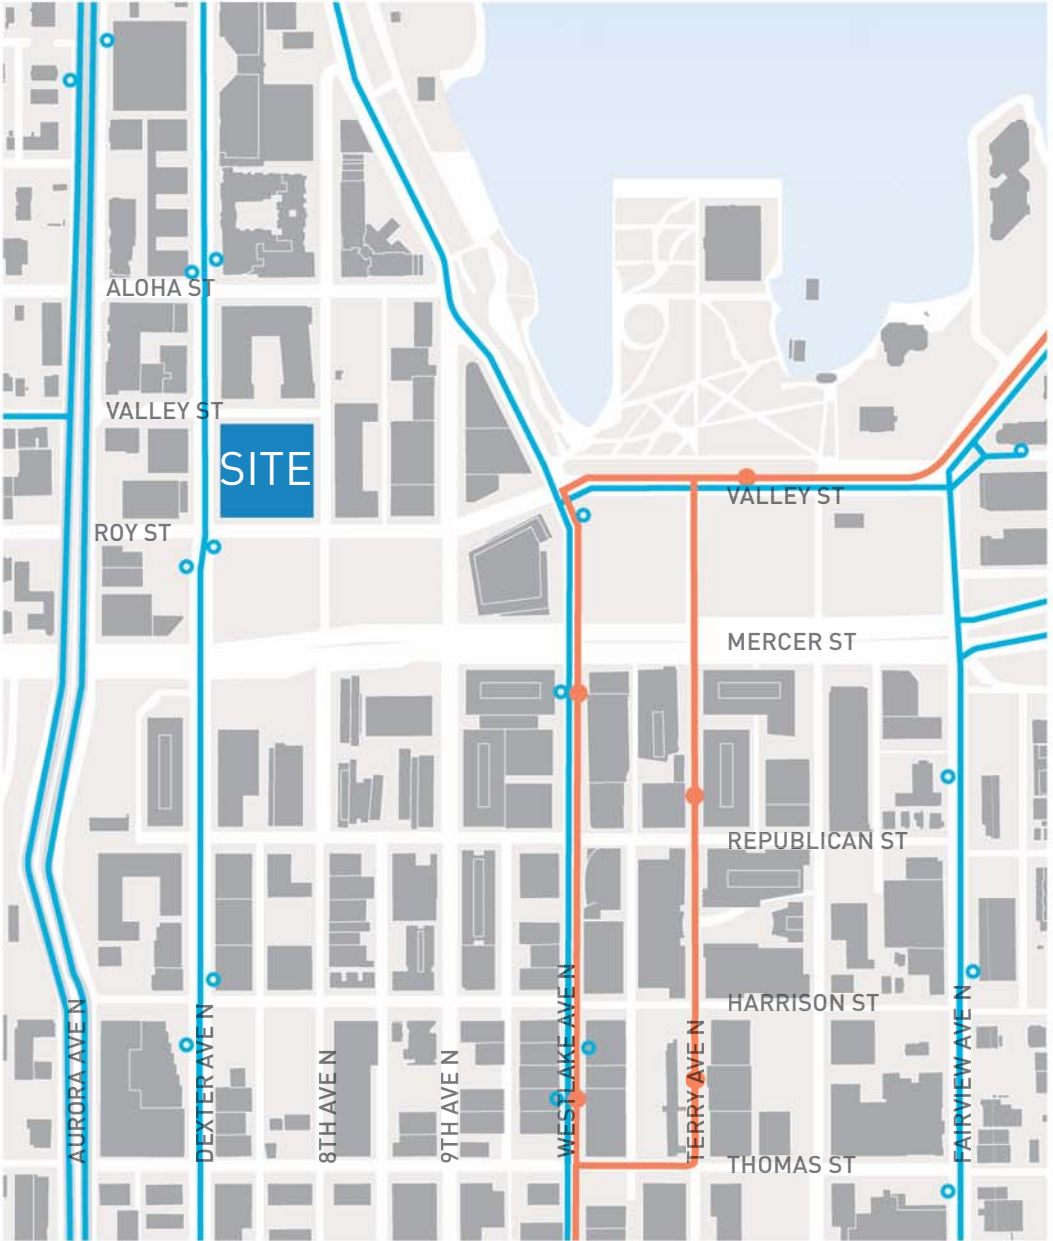 ALOHA ST
VALLEY ST
SITE
VALLEY ST
ROY ST
MERCER ST
REPUBLICAN ST
HARRISON ST
AURORA AVE N
DEXTER AVE N
8TH AVE N
9TH AVE N
WESTLAKE AVE N
TERRY AVE N
FAIRVIEW AVE N
THOMAS ST